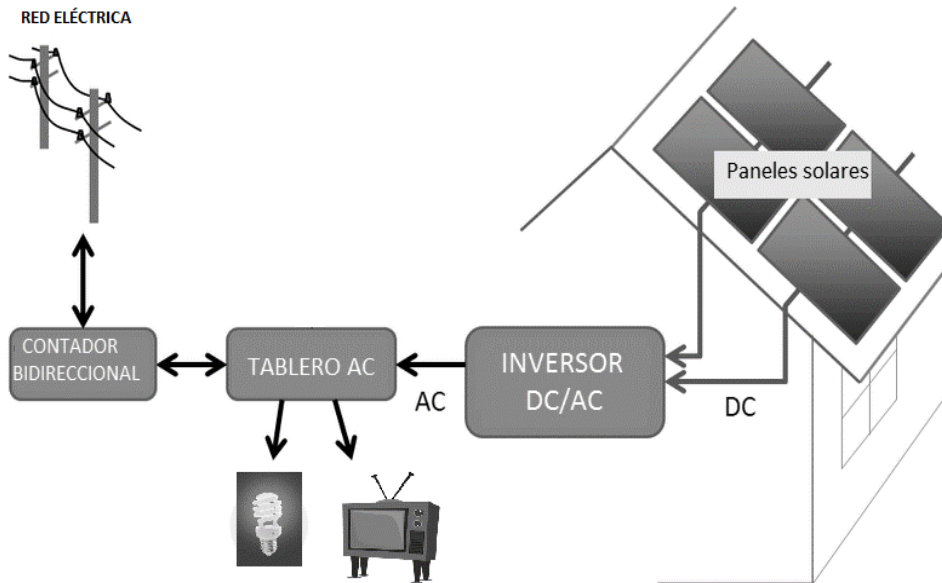 RED ELÉCTRICA
Paneles solares
CONTADOR
BIDIRECCIONAL
TABLERO AC
AC
INVERSOR
DC/AC
DC